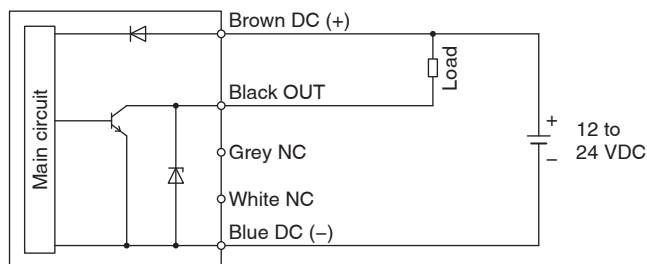 Brown DC (+)
Main circuit
Load
Black OUT
Grey NC
White NC
Blue DC (−)
+
−
12 to
24 VDC